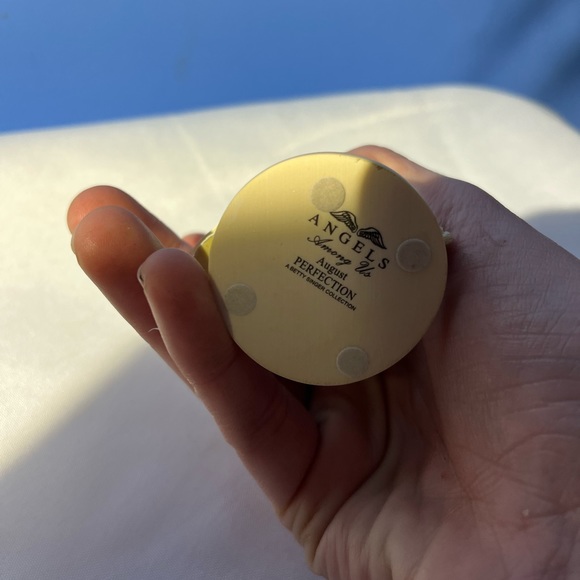 ANGELS
Among Us
August
PERFECTION
A BETTY SINGER COLLECTION